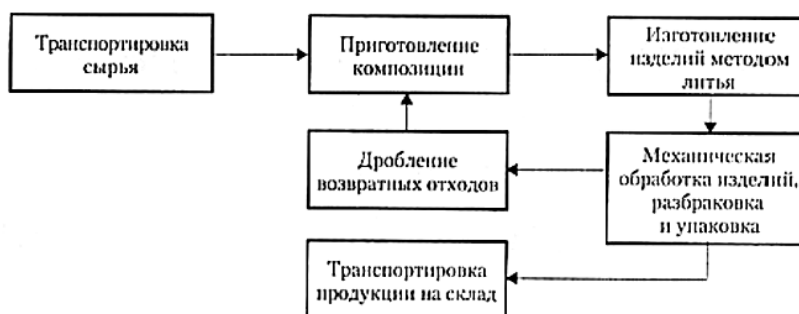 Транспортировка
сырья
Приготовление
композиции
Изготовление
изделий методом
литья
Дробление
возвратных отходов
Механическая
обработка изделий,
разбраковка
и упаковка
Транспортировка
продукции на склад